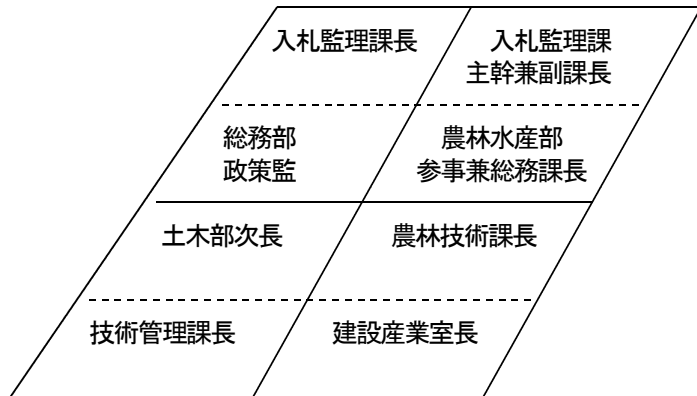 入札監理課長
入札監理課
主幹兼副課長
総務部
政策監
農林水産部
参事兼総務課長
土木部次長
農林技術課長
技術管理課長
建設産業室長